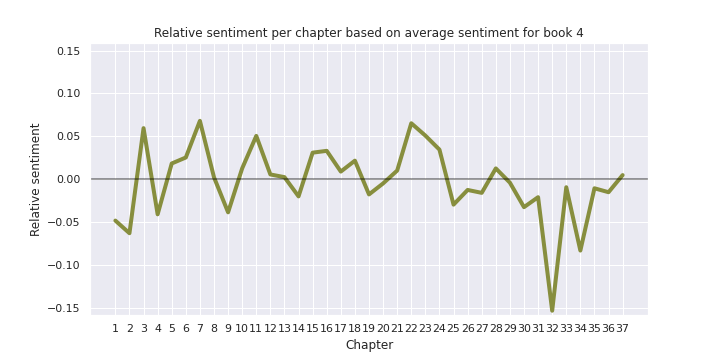 Relative sentiment per chapter based on average sentiment for book 4
0.15
0.10
0.05
0.00
−0.05
−0.10
−0.15
Relative sentiment
1 2 3 4 5 6 7 8 9 10 11 12 13 14 15 16 17 18 19 20 21 22 23 24 25 26 27 28 29 30 31 32 33 34 35 36 37
Chapter